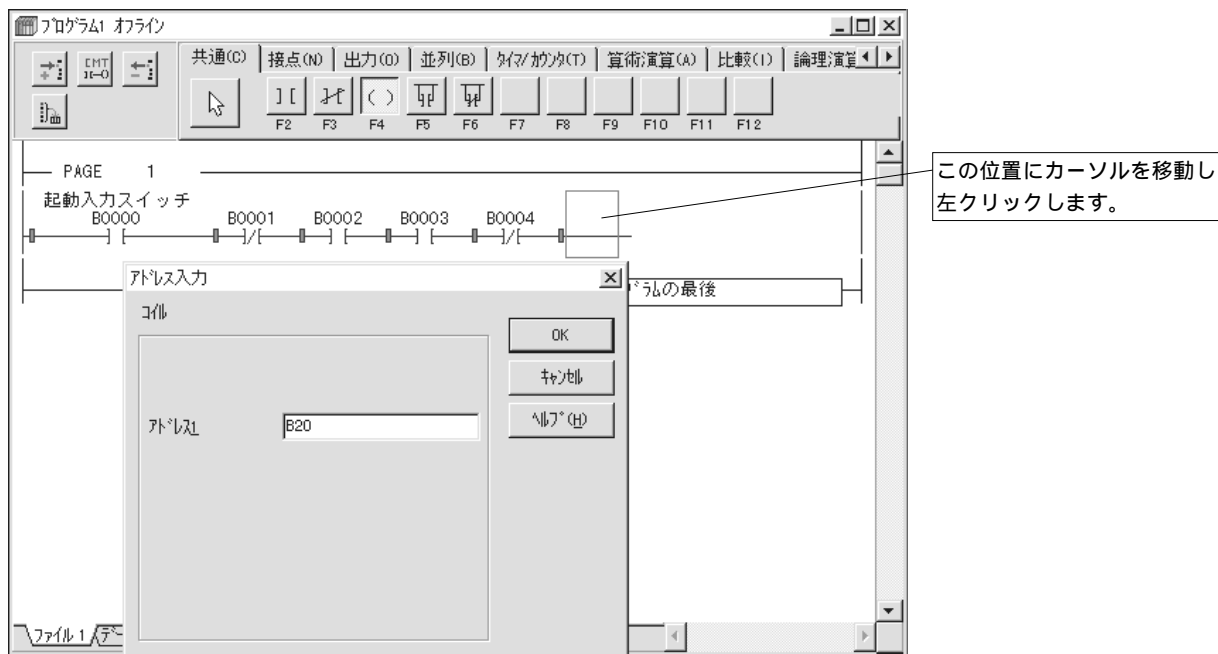 プログラム1 オフライン
共通(C) 接点(N) 出力(O) 並列(B) タイマ/カウンタ(T) 算術演算(A) 比較(I) 論理演算
CMT
F2 F3 F4 F5 F6 F7 F8 F9 F10 F11 F12
PAGE 1
この位置にカーソルを移動し
左クリックします。
起動入力スイッチ
B0000 B0001 B0002 B0003 B0004
ラムの最後
アドレス入力
コイル
OK
キャンセル
アドレス1 B20
ヘルプ(H)
ファイル 1 デー